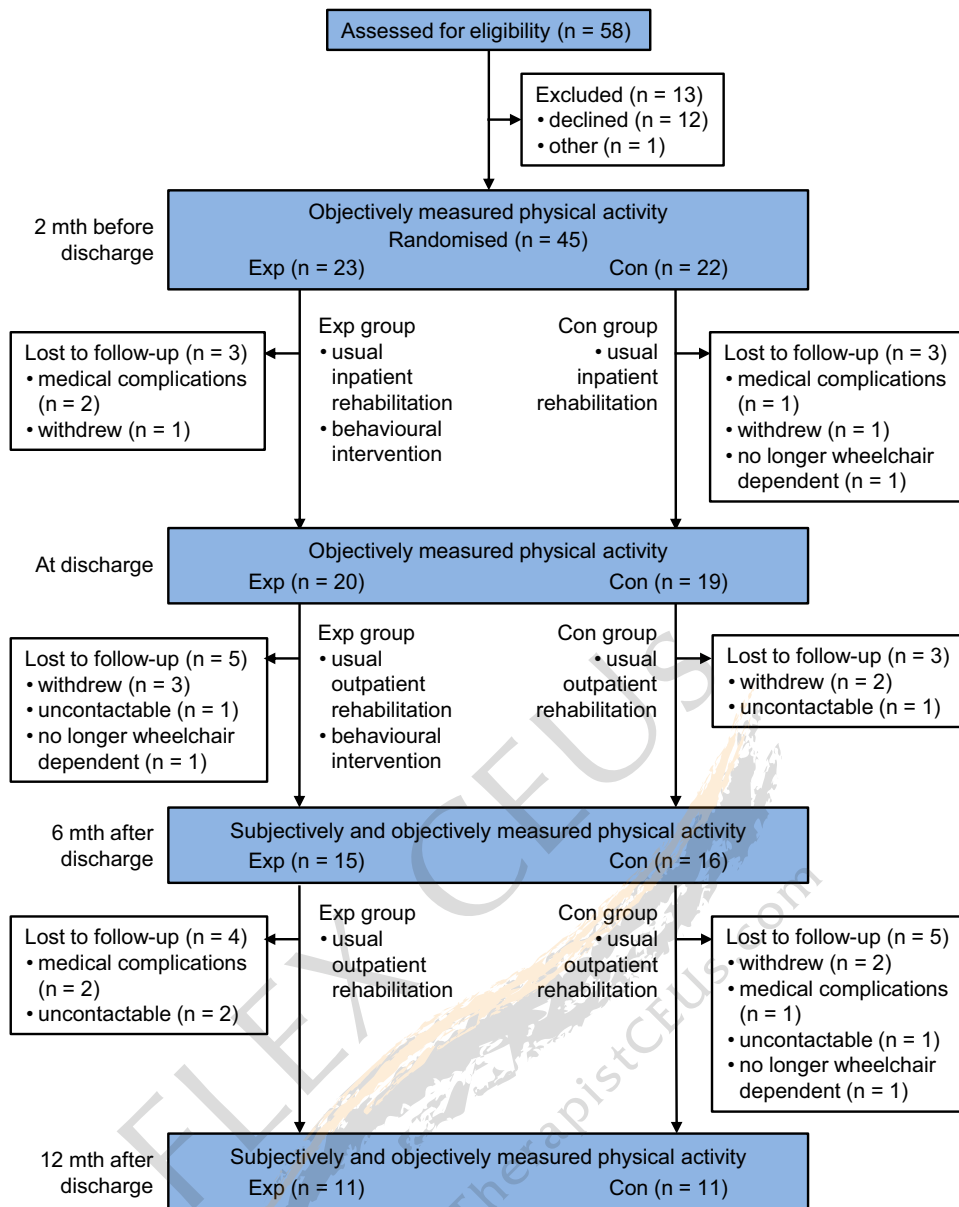 Assessed for eligibility (n = 58)
Excluded (n = 13)
• declined (n = 12)
• other (n = 1)
2 mth before
discharge
Objectively measured physical activity
Randomised (n = 45)
Exp (n = 23) Con (n = 22)
Lost to follow-up (n = 3)
• medical complications
(n = 2)
• withdrew (n = 1)
Exp group
• usual
inpatient
rehabilitation
• behavioural
intervention
Con group
• usual
inpatient
rehabilitation
Lost to follow-up (n = 3)
• medical complications
(n = 1)
• withdrew (n = 1)
• no longer wheelchair
dependent (n = 1)
At discharge
Objectively measured physical activity
Exp (n = 20) Con (n = 19)
Lost to follow-up (n = 5)
• withdrew (n = 3)
• uncontactable (n = 1)
• no longer wheelchair
dependent (n = 1)
Exp group
• usual
outpatient
rehabilitation
• behavioural
intervention
Con group
• usual
outpatient
rehabilitation
Lost to follow-up (n = 3)
• withdrew (n = 2)
• uncontactable (n = 1)
6 mth after
discharge
Subjectively and objectively measured physical activity
Exp (n = 15) Con (n = 16)
Lost to follow-up (n = 4)
• medical complications
(n = 2)
• uncontactable (n = 2)
Exp group
• usual
outpatient
rehabilitation
Con group
• usual
outpatient
rehabilitation
Lost to follow-up (n = 5)
• withdrew (n = 2)
• medical complications
(n = 1)
• uncontactable (n = 1)
• no longer wheelchair
dependent (n = 1)
12 mth after
discharge
Subjectively and objectively measured physical activity
Exp (n = 11) Con (n = 11)
FLEX CEUs
TherapistCEUs.com